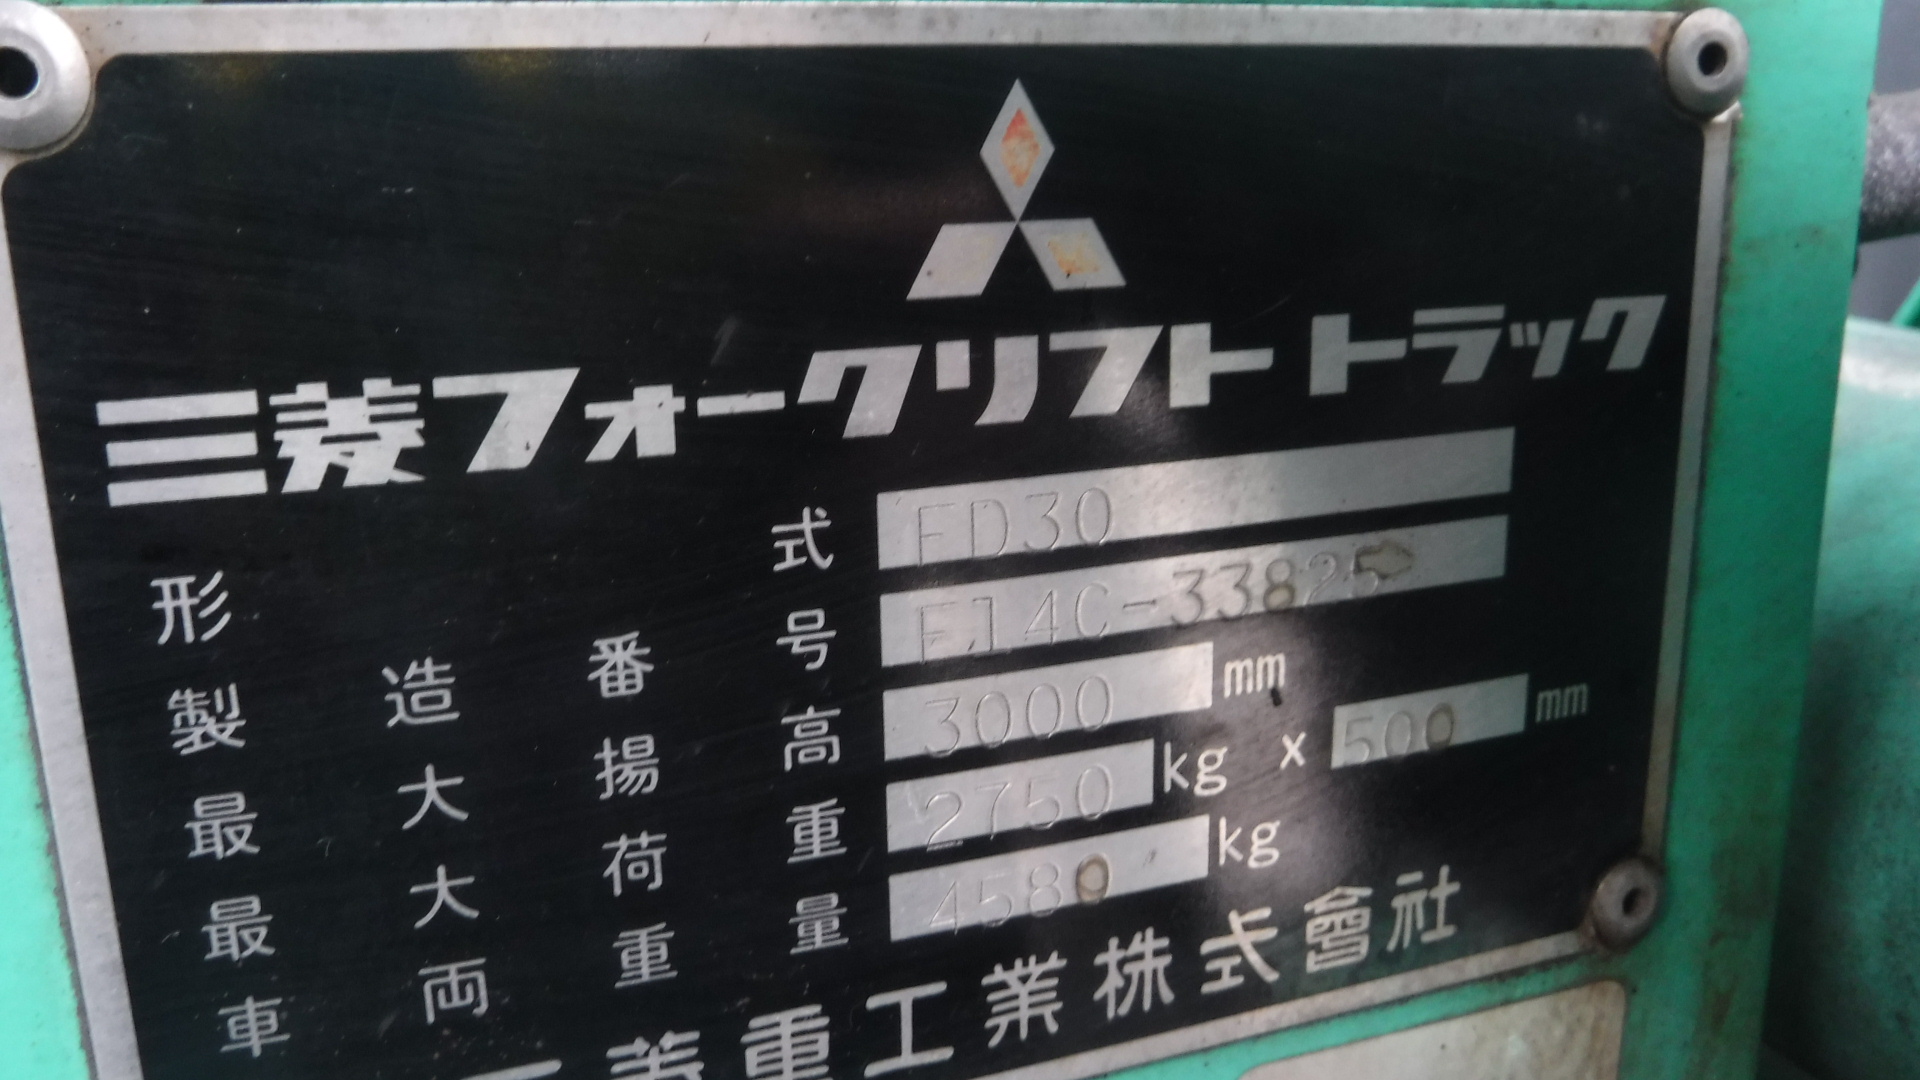 三菱フォークリフト トラック
形式 FD30
製造番号 F14C-33825
最大揚高 3000 mm
最大荷重 2750 kg x 500 mm
車両重量 4580 kg
三菱重工業株式會社